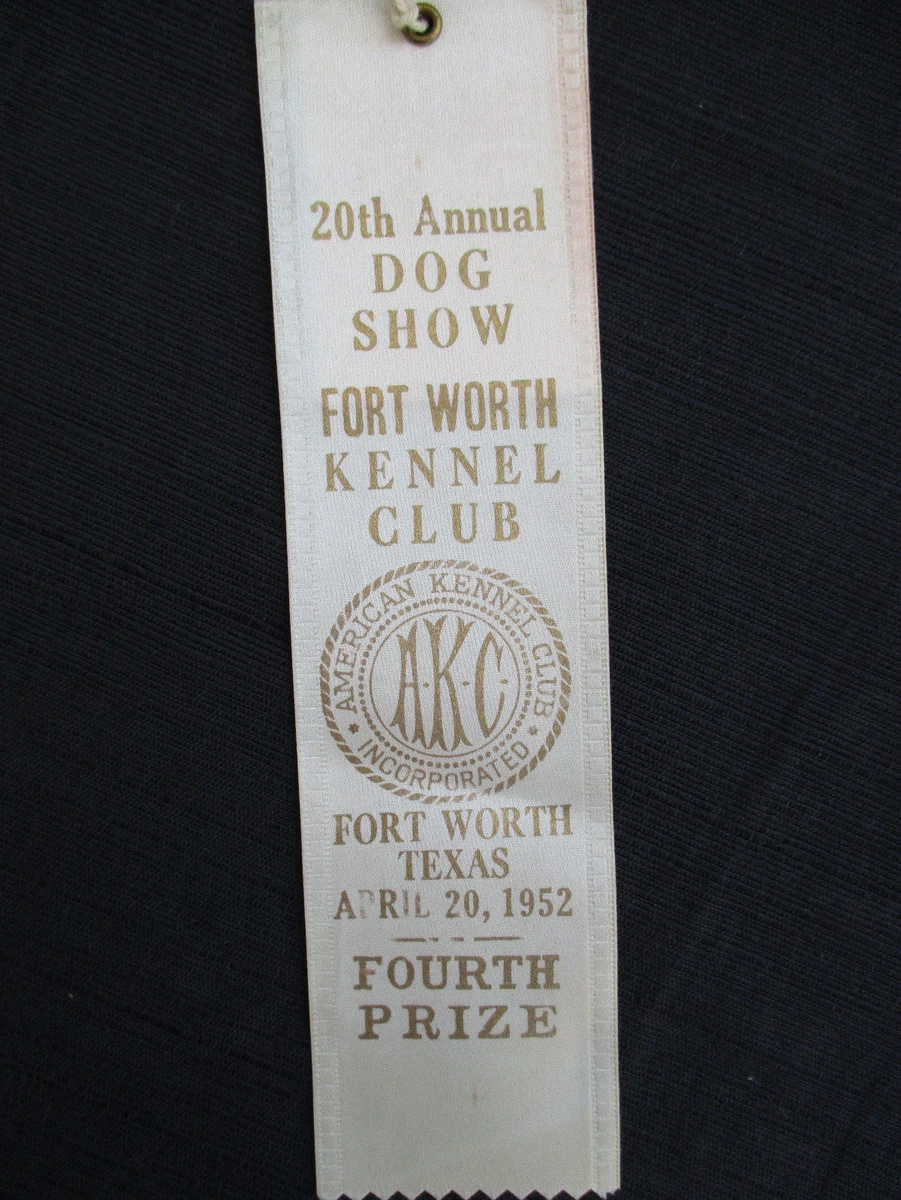 20th Annual
DOG
SHOW
FORT WORTH
KENNEL
CLUB
AMERICAN KENNEL CLUB
A·K·C·
★ INCORPORATED ★
FORT WORTH
TEXAS
APRIL 20, 1952
FOURTH
PRIZE